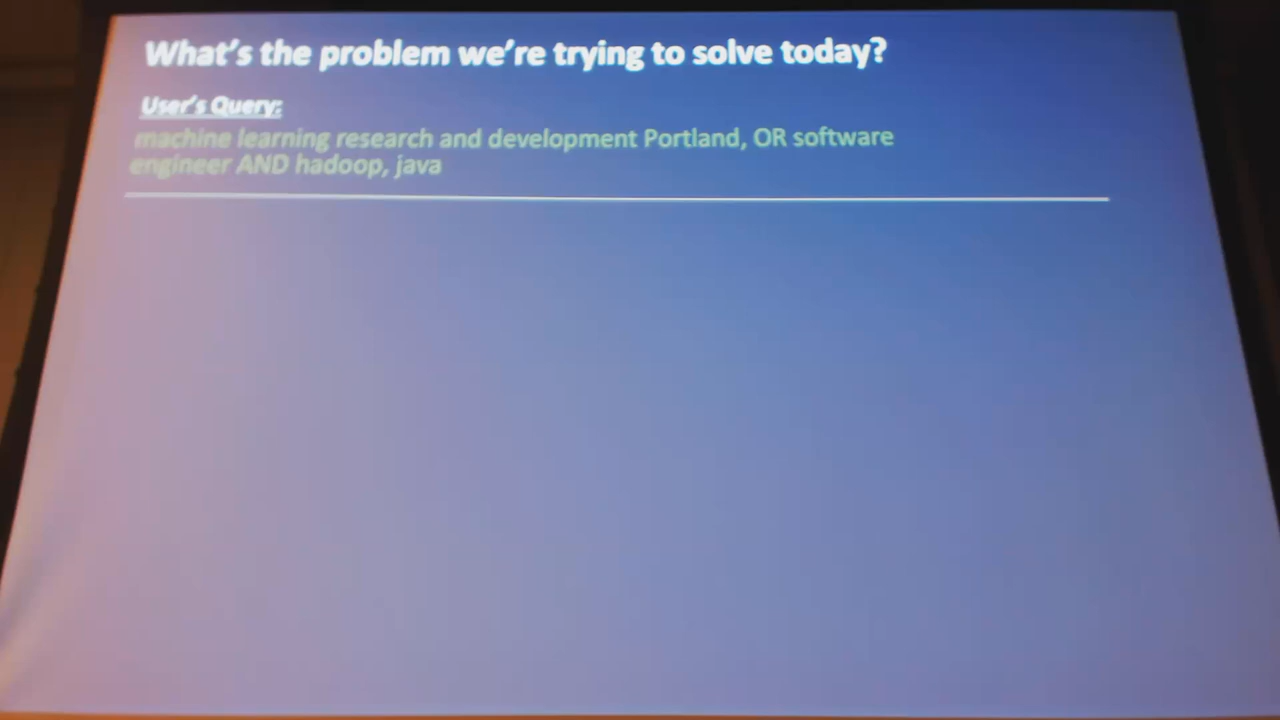 What's the problem we're trying to solve today?
User's Query:
machine learning research and development Portland, OR software
engineer AND hadoop, java